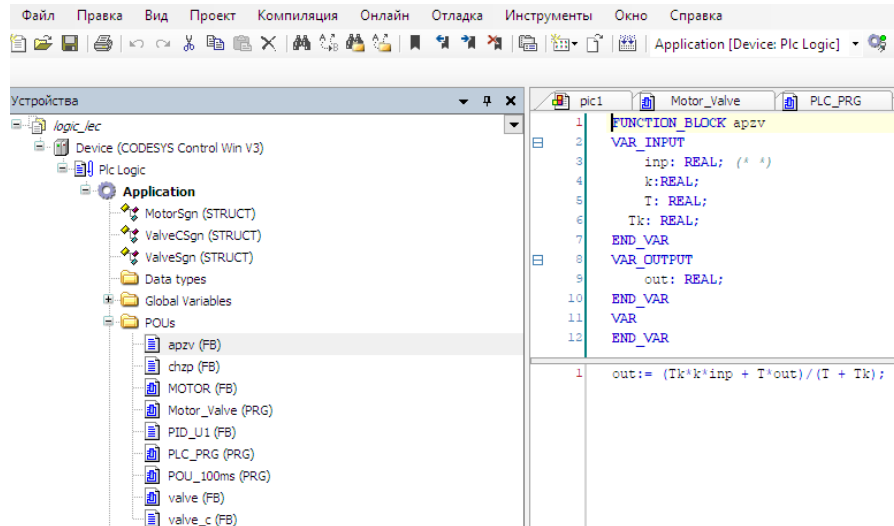 Файл Правка Вид Проект Компиляция Онлайн Отладка Инструменты Окно Справка
Application [Device: Plc Logic]
Устройства
logic_lec
Device (CODESYS Control Win V3)
Plc Logic
Application
MotorSgn (STRUCT)
ValveCSgn (STRUCT)
ValveSgn (STRUCT)
Data types
Global Variables
POUs
apzv (FB)
chzp (FB)
MOTOR (FB)
Motor_Valve (PRG)
PID_U1 (FB)
PLC_PRG (PRG)
POU_100ms (PRG)
valve (FB)
valve_c (FB)
pic1 Motor_Valve PLC_PRG
1 FUNCTION_BLOCK apzv
2 VAR_INPUT
3 inp: REAL; (* *)
4 k:REAL;
5 T: REAL;
6 Tk: REAL;
7 END_VAR
8 VAR_OUTPUT
9 out: REAL;
10 END_VAR
11 VAR
12 END_VAR
1 out:= (Tk*k*inp + T*out)/(T + Tk);